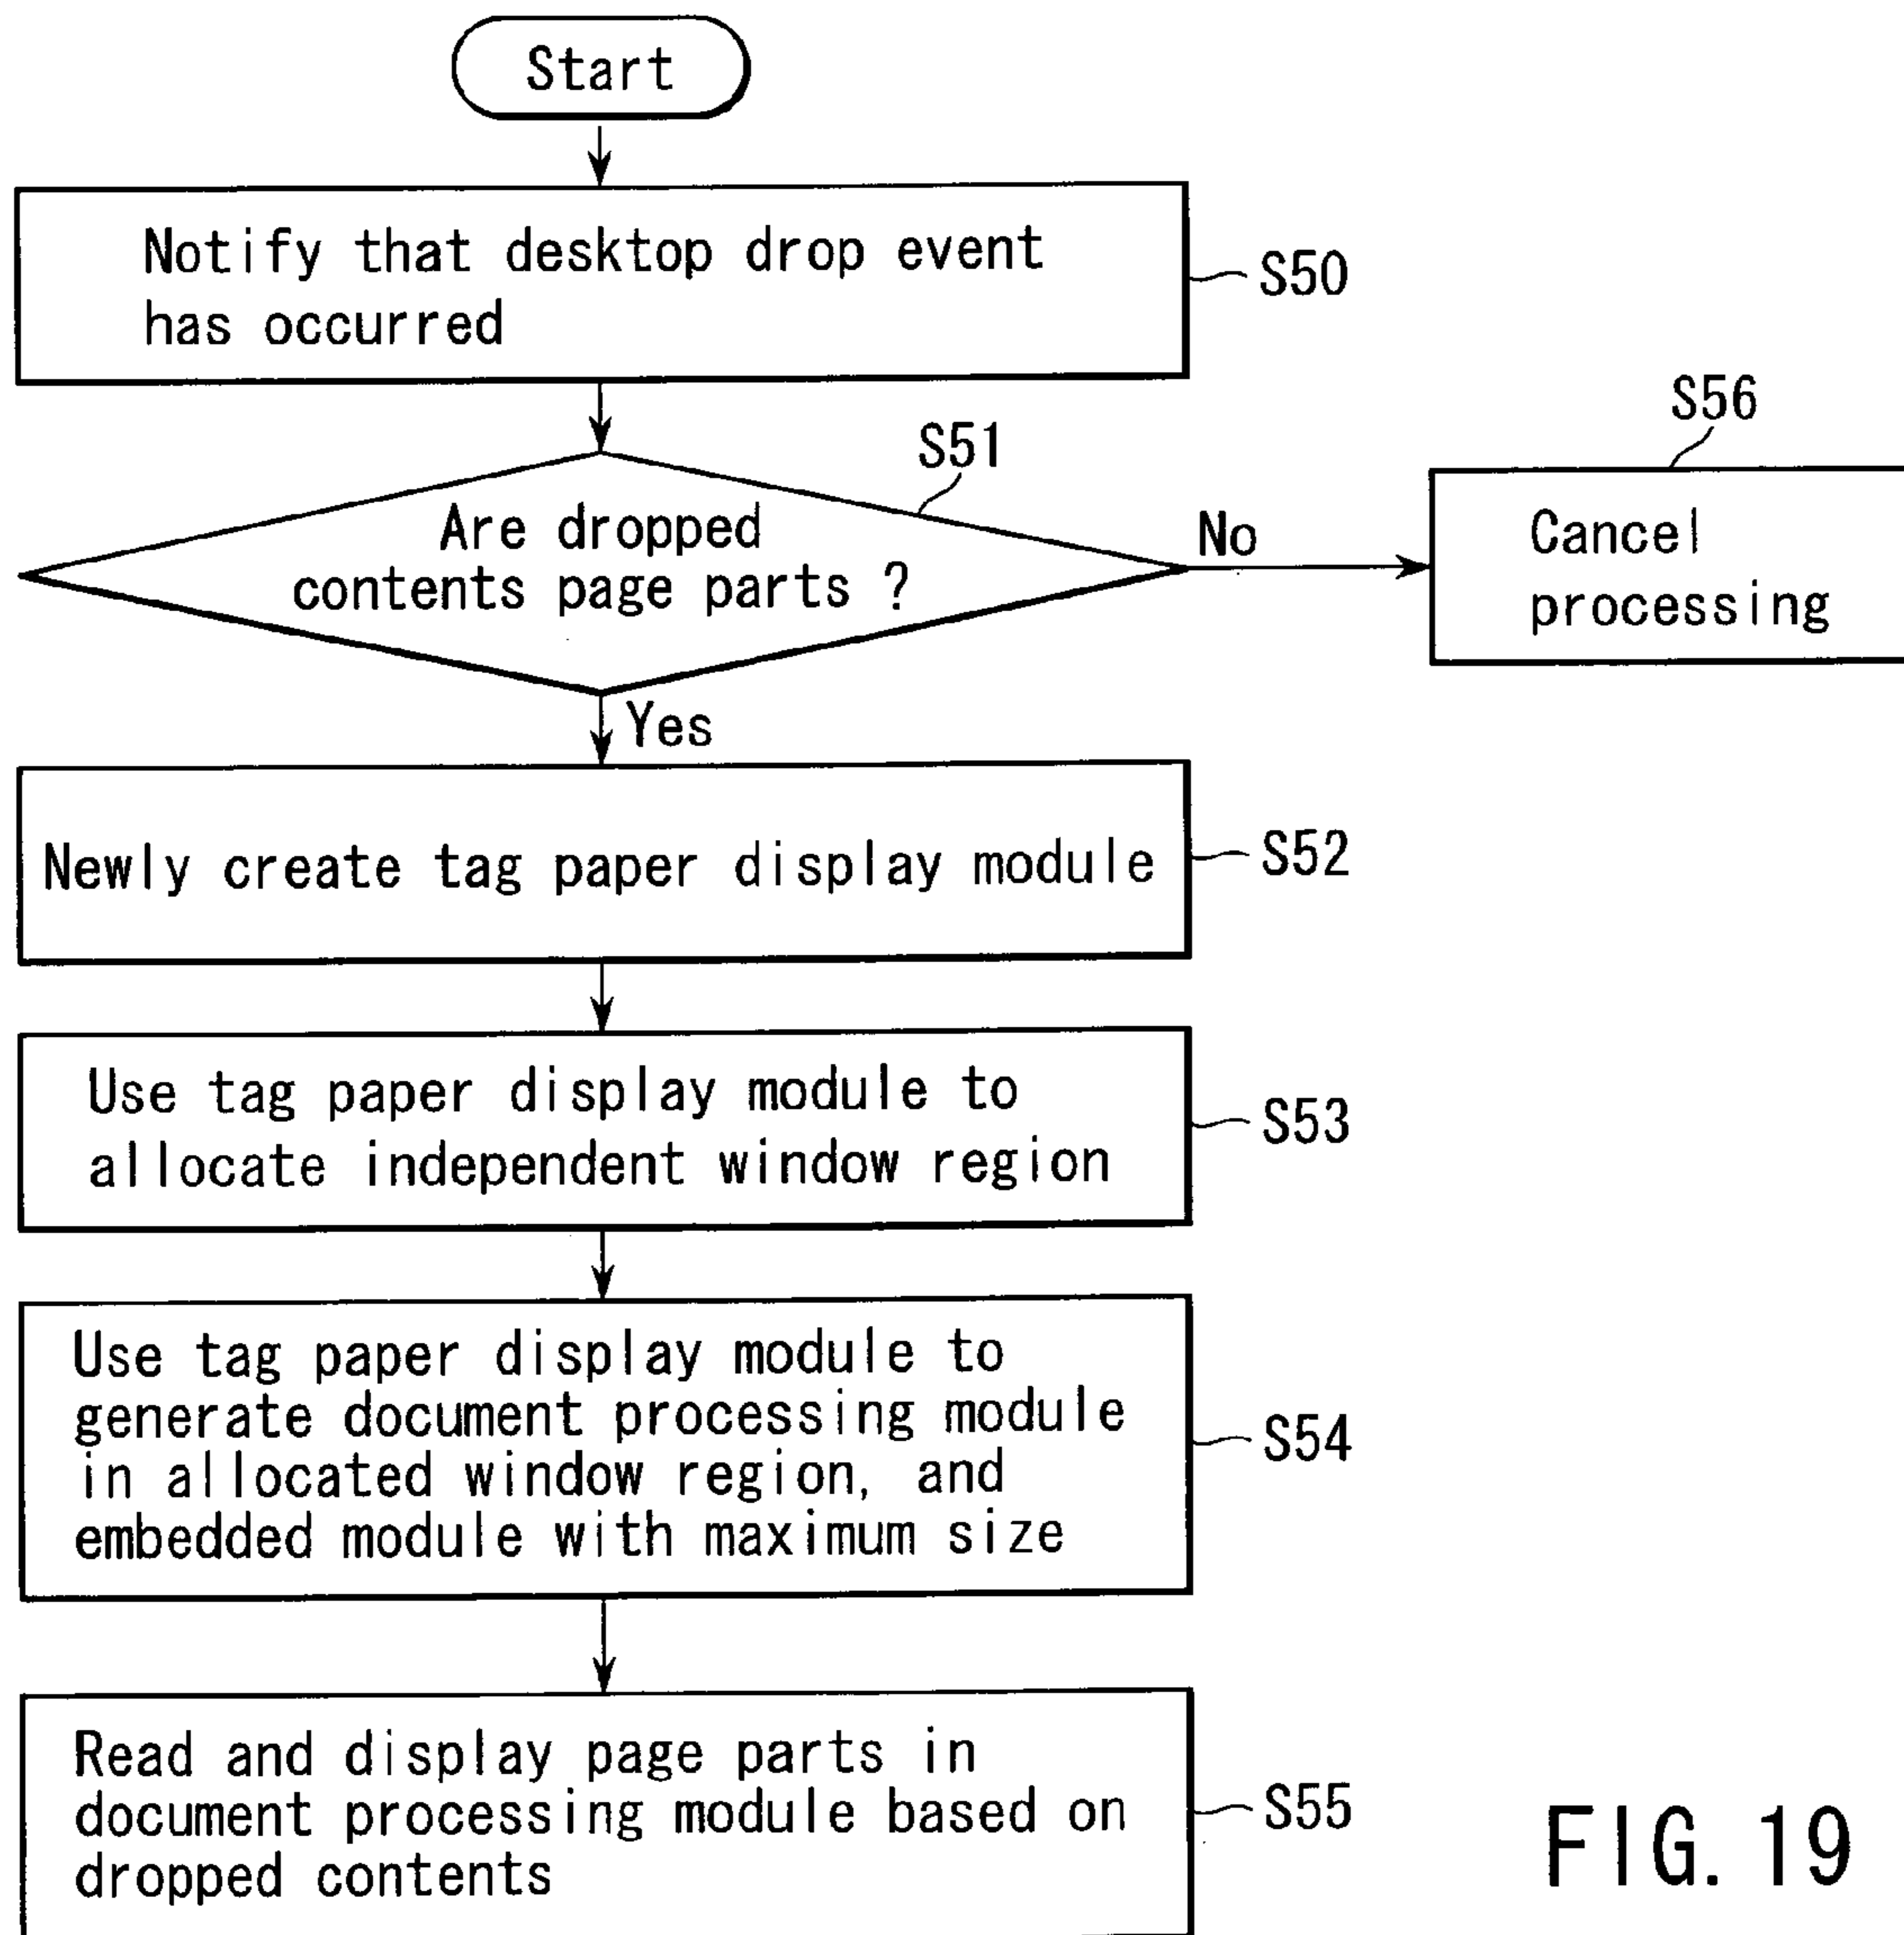 Start
Notify that desktop drop event
has occurred
S50
S51
Are dropped
contents page parts ?
No
S56
Cancel
processing
Yes
Newly create tag paper display module
S52
Use tag paper display module to
allocate independent window region
S53
Use tag paper display module to
generate document processing module
in allocated window region, and
embedded module with maximum size
S54
Read and display page parts in
document processing module based on
dropped contents
S55
FIG. 19